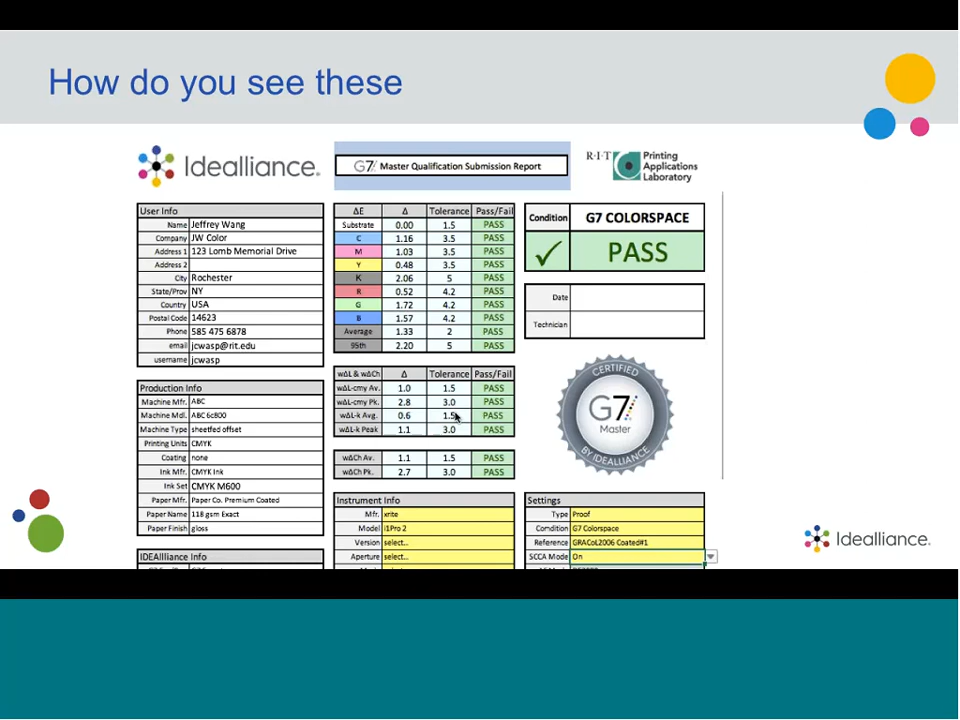 How do you see these
Idealliance.
G7 Master Qualification Submission Report
R·I·T Printing
Applications
Laboratory
User Info
Name Jeffrey Wang
Company JW Color
Address 1 123 Lomb Memorial Drive
Address 2
City Rochester
State/Prov NY
Country USA
Postal Code 14623
Phone 585 475 6878
email jcwasp@rit.edu
username jcwasp
Production Info
Machine Mfr. ABC
Machine Mdl. ABC 6c800
Machine Type sheetfed offset
Printing Units CMYK
Coating none
Ink Mfr. CMYK Ink
Ink Set CMYK M600
Paper Mfr. Paper Co. Premium Coated
Paper Name 118 gsm Exact
Paper Finish gloss
IDEAlliance Info
ΔE Δ Tolerance Pass/Fail
Substrate 0.00 1.5 PASS
C 1.16 3.5 PASS
M 1.03 3.5 PASS
Y 0.48 3.5 PASS
K 2.06 5 PASS
R 0.52 4.2 PASS
G 1.72 4.2 PASS
B 1.57 4.2 PASS
Average 1.33 2 PASS
95th 2.20 5 PASS
wΔL & wΔCh Δ Tolerance Pass/Fail
wΔL-cmy Av. 1.0 1.5 PASS
wΔL-cmy Pk. 2.8 3.0 PASS
wΔL-k Avg. 0.6 1.5 PASS
wΔL-k Peak 1.1 3.0 PASS
wΔCh Av. 1.1 1.5 PASS
wΔCh Pk. 2.7 3.0 PASS
Instrument Info
Mfr. xrite
Model i1Pro 2
Version select...
Aperture select...
Condition G7 COLORSPACE
✓ PASS
Date
Technician
CERTIFIED
G7
Master
BY IDEALLIANCE
Settings
Type Proof
Condition G7 Colorspace
Reference GRACoL2006 Coated#1
SCCA Mode On
Idealliance.